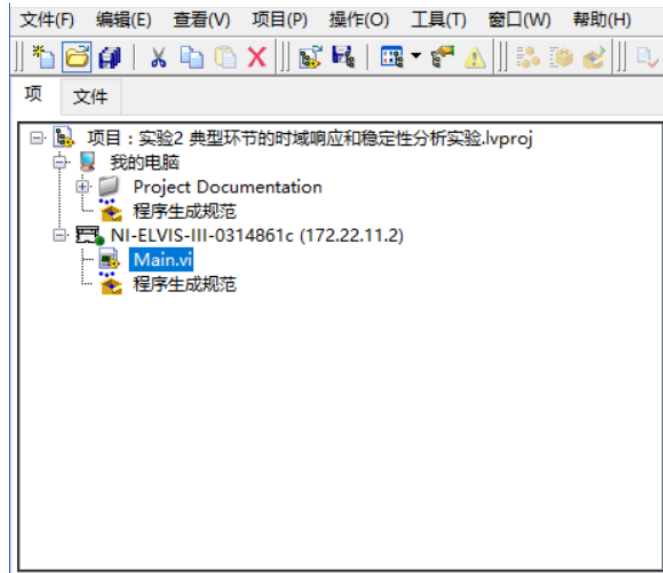 文件(F) 编辑(E) 查看(V) 项目(P) 操作(O) 工具(T) 窗口(W) 帮助(H)
项 文件
项目：实验2 典型环节的时域响应和稳定性分析实验.lvproj
我的电脑
Project Documentation
程序生成规范
NI-ELVIS-III-0314861c (172.22.11.2)
Main.vi
程序生成规范